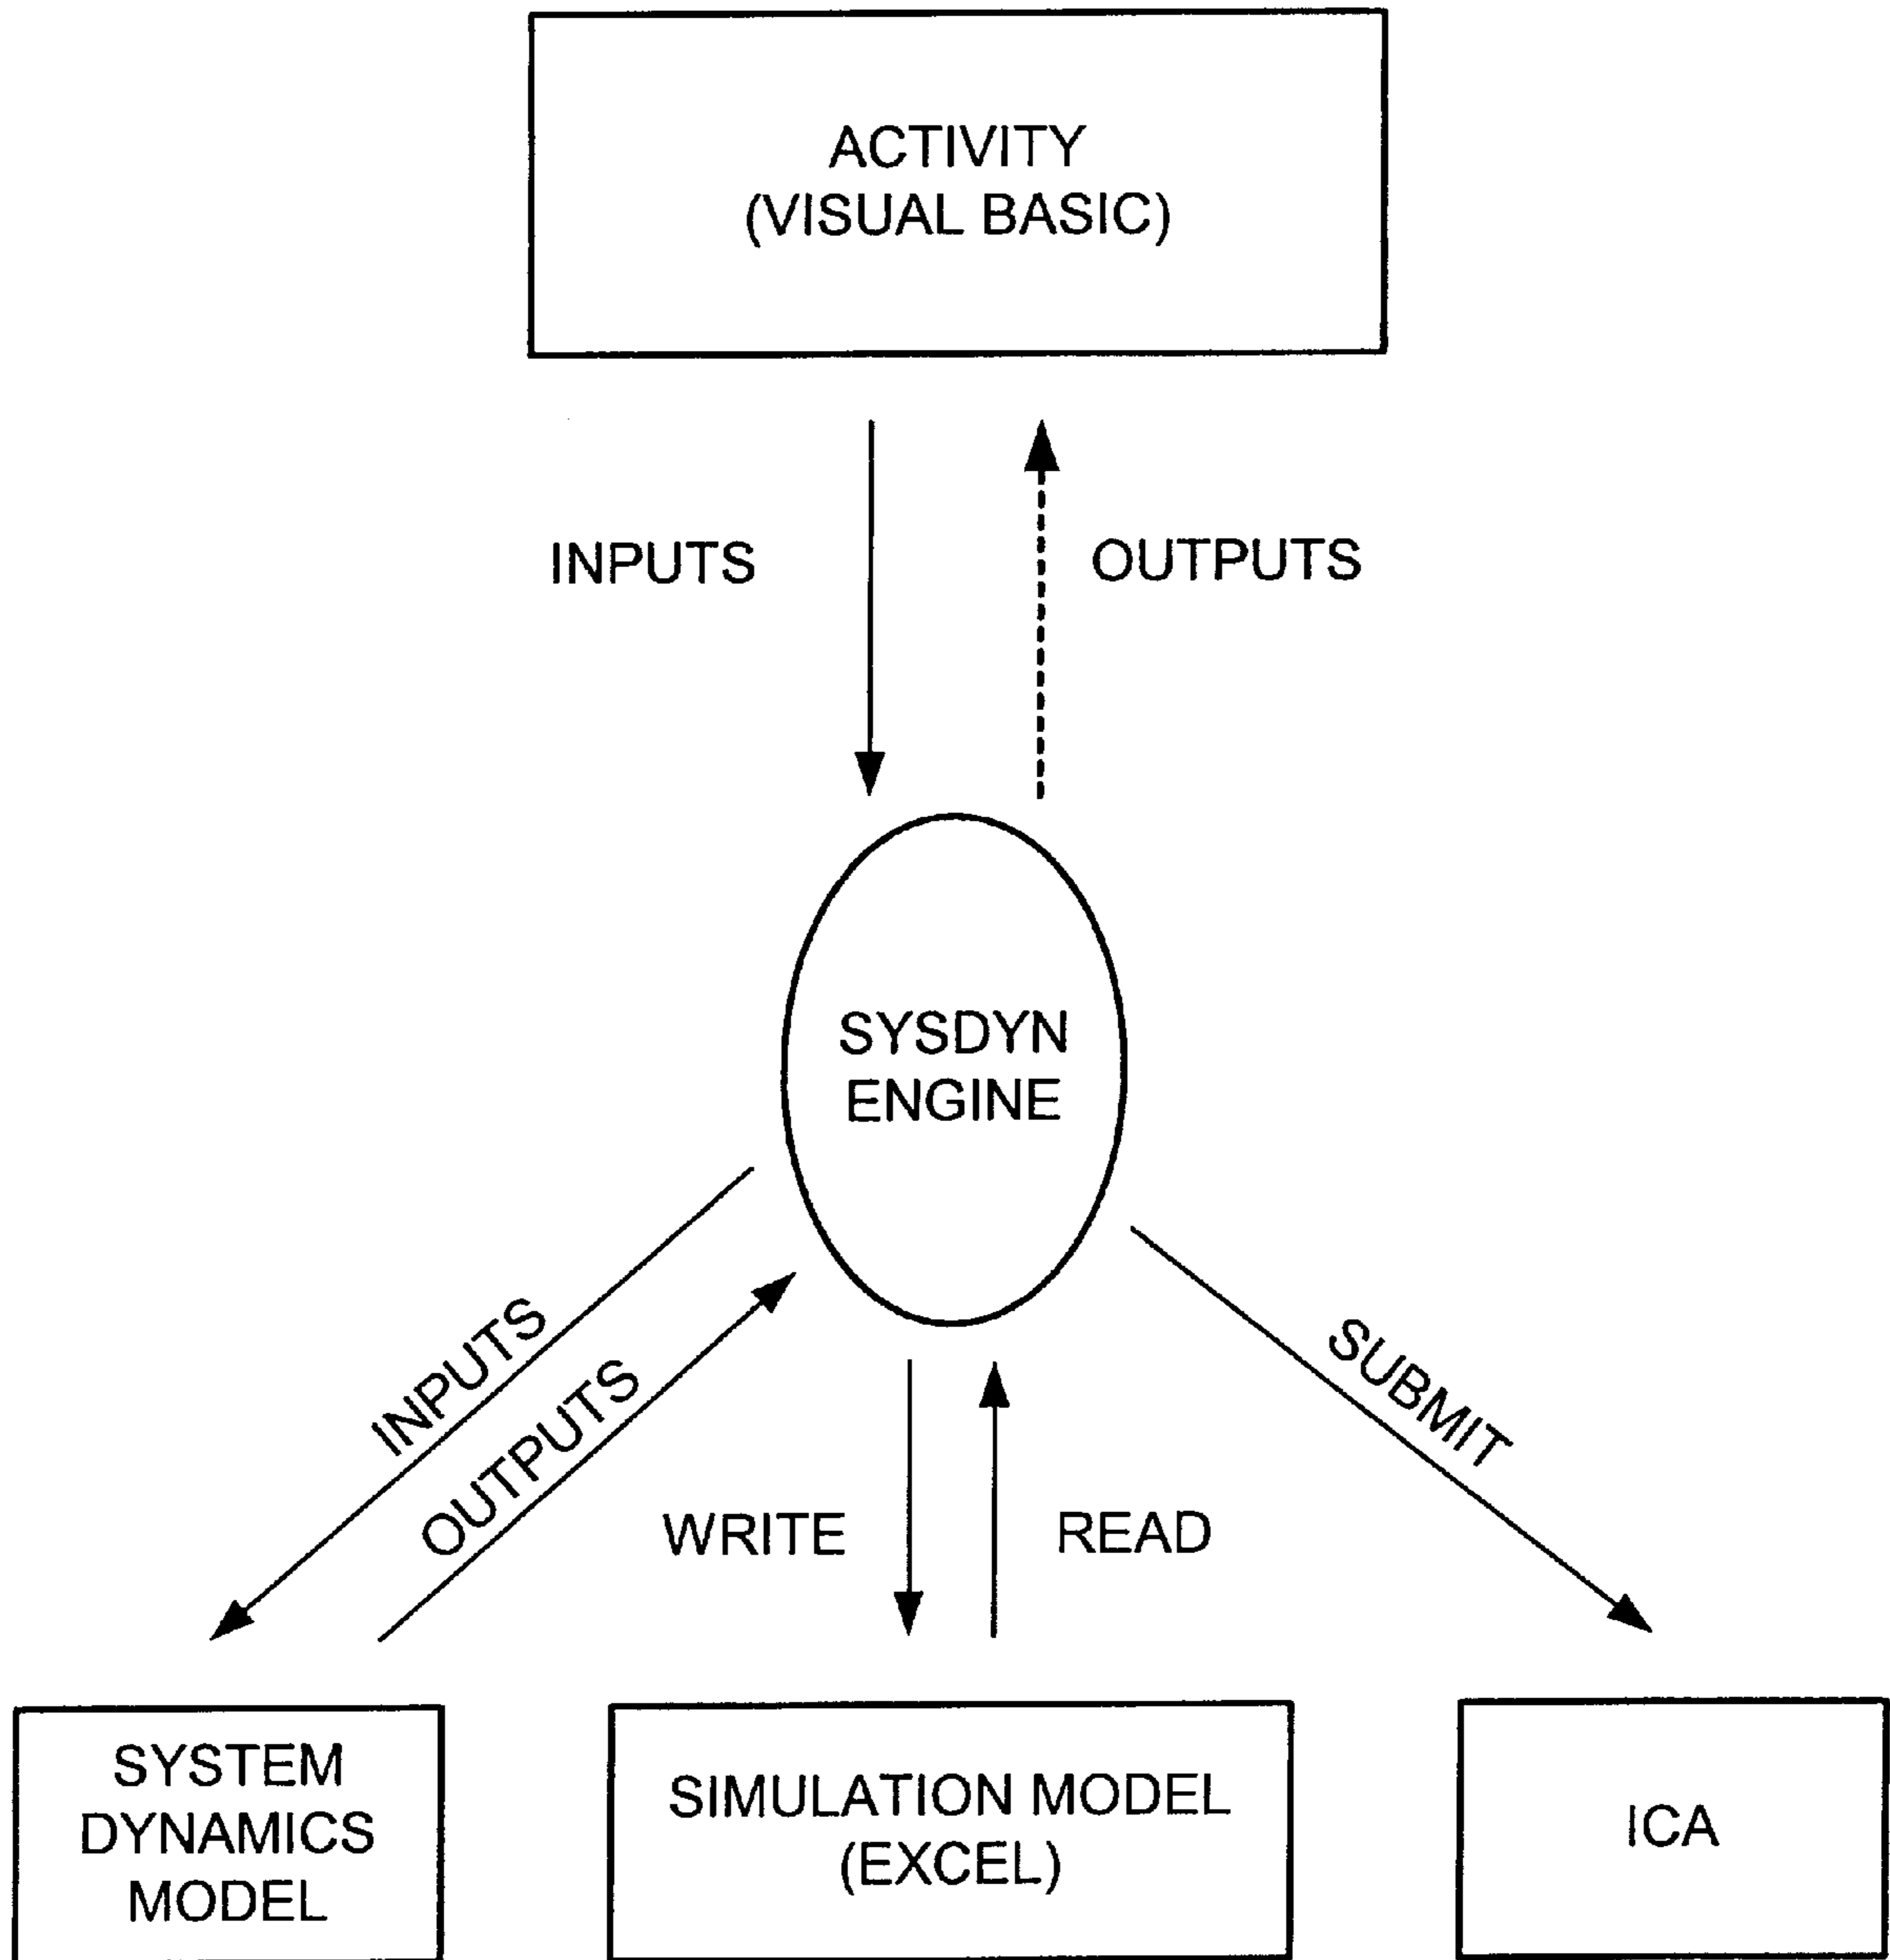 ACTIVITY
(VISUAL BASIC)
INPUTS
OUTPUTS
SYSDYN
ENGINE
INPUTS
OUTPUTS
WRITE
READ
SUBMIT
SYSTEM
DYNAMICS
MODEL
SIMULATION MODEL
(EXCEL)
ICA